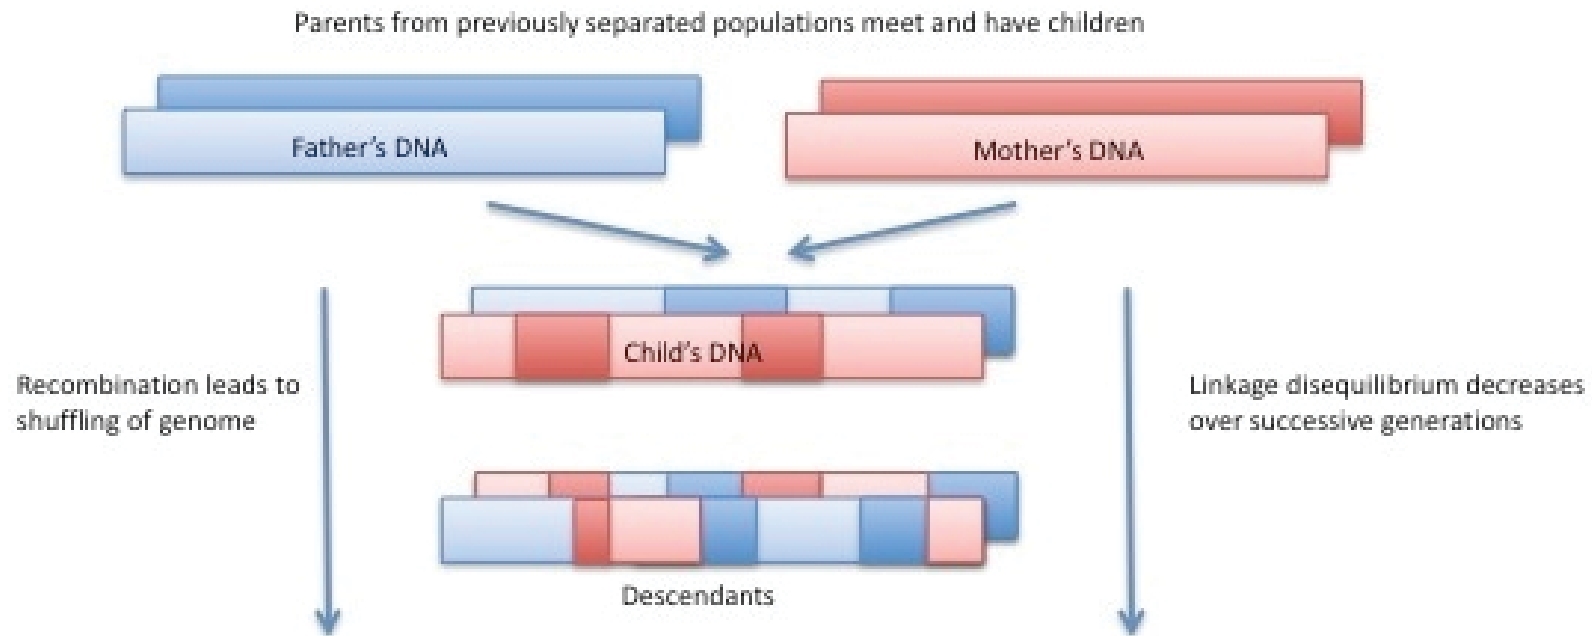 Parents from previously separated populations meet and have children
Father's DNA
Mother's DNA
Child's DNA
Recombination leads to
shuffling of genome
Linkage disequilibrium decreases
over successive generations
Descendants